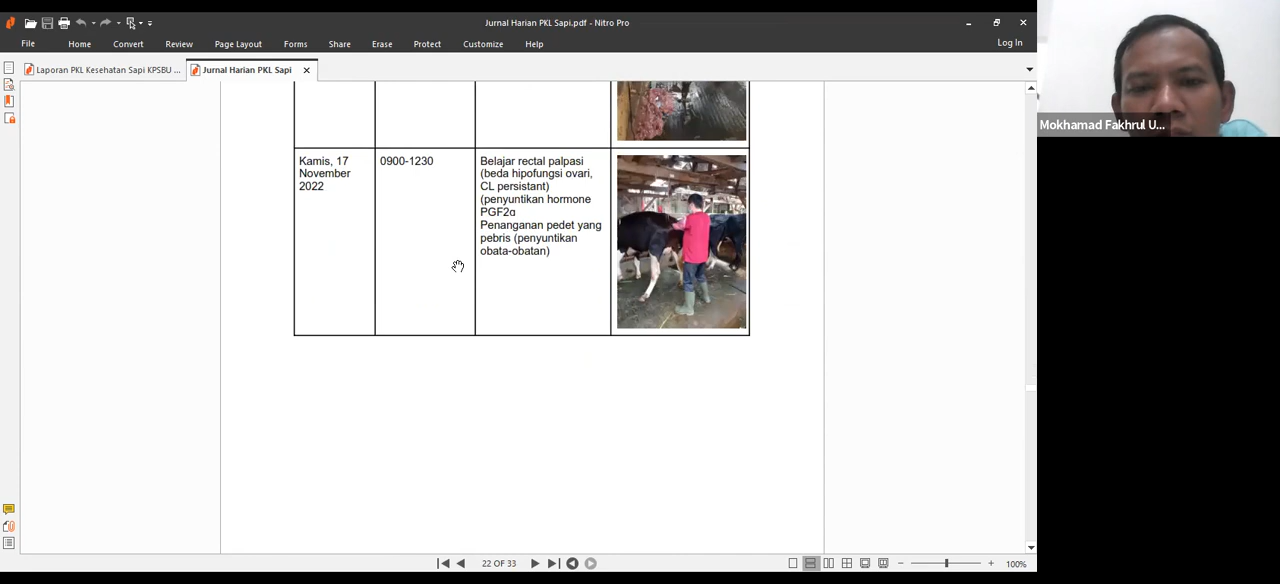 Jurnal Harian PKL Sapi.pdf - Nitro Pro
File Home Convert Review Page Layout Forms Share Erase Protect Customize Help Log In
Laporan PKL Kesehatan Sapi KPSBU ... Jurnal Harian PKL Sapi
Mokhamad Fakhrul U...
Kamis, 17
November
2022
0900-1230
Belajar rectal palpasi
(beda hipofungsi ovari,
CL persistant)
(penyuntikan hormone
PGF2α
Penanganan pedet yang
pebris (penyuntikan
obata-obatan)
22 OF 33
100%